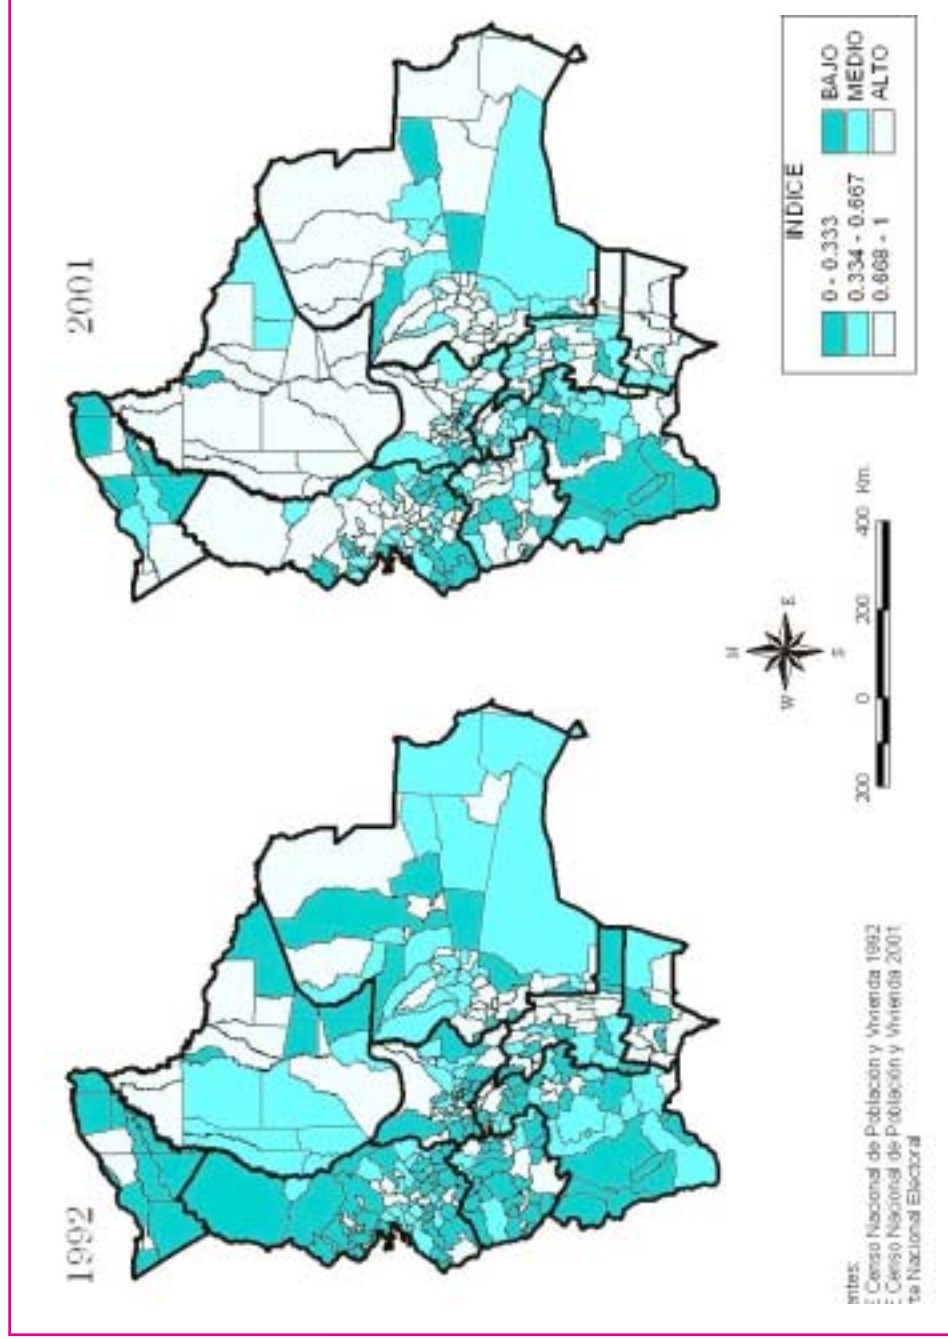 1992
2001
N
W
E
S
200 0 200 400 Km.
INDICE
0 - 0.333 BAJO
0.334 - 0.667 MEDIO
0.668 - 1 ALTO
Censo Nacional de Población y Vivienda 1992
Censo Nacional de Población y Vivienda 2001
Nacional Electoral